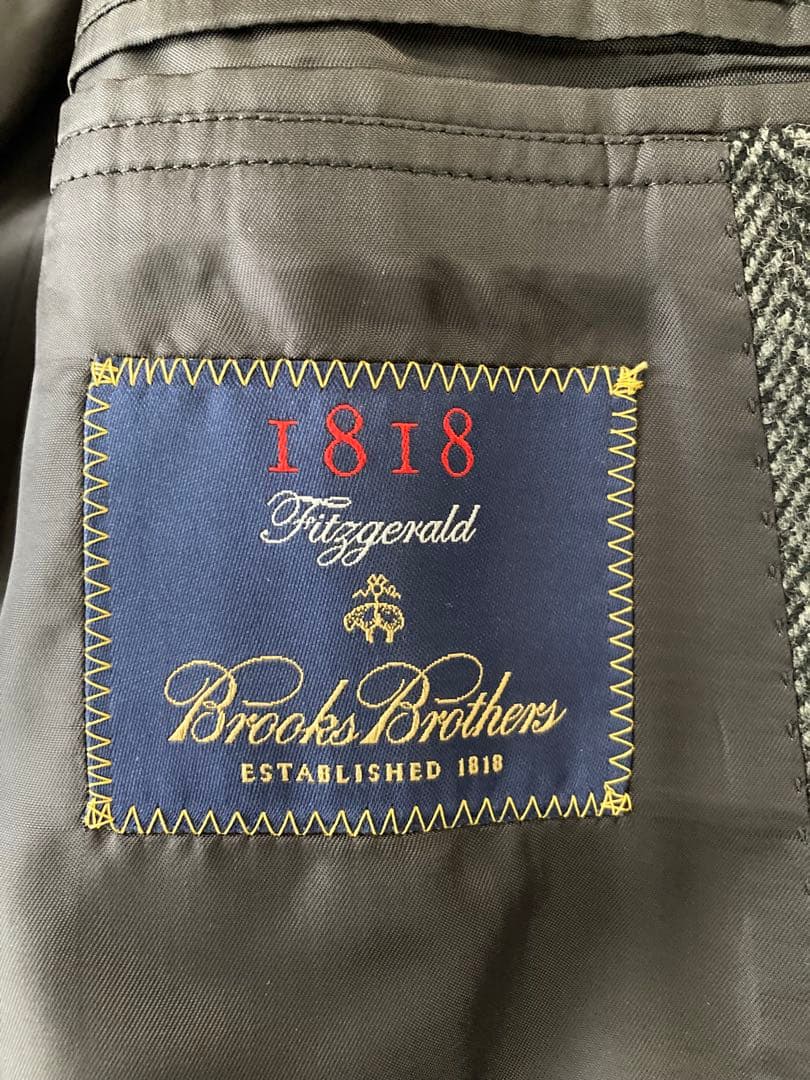 1818
Fitzgerald
Brooks Brothers
ESTABLISHED 1818